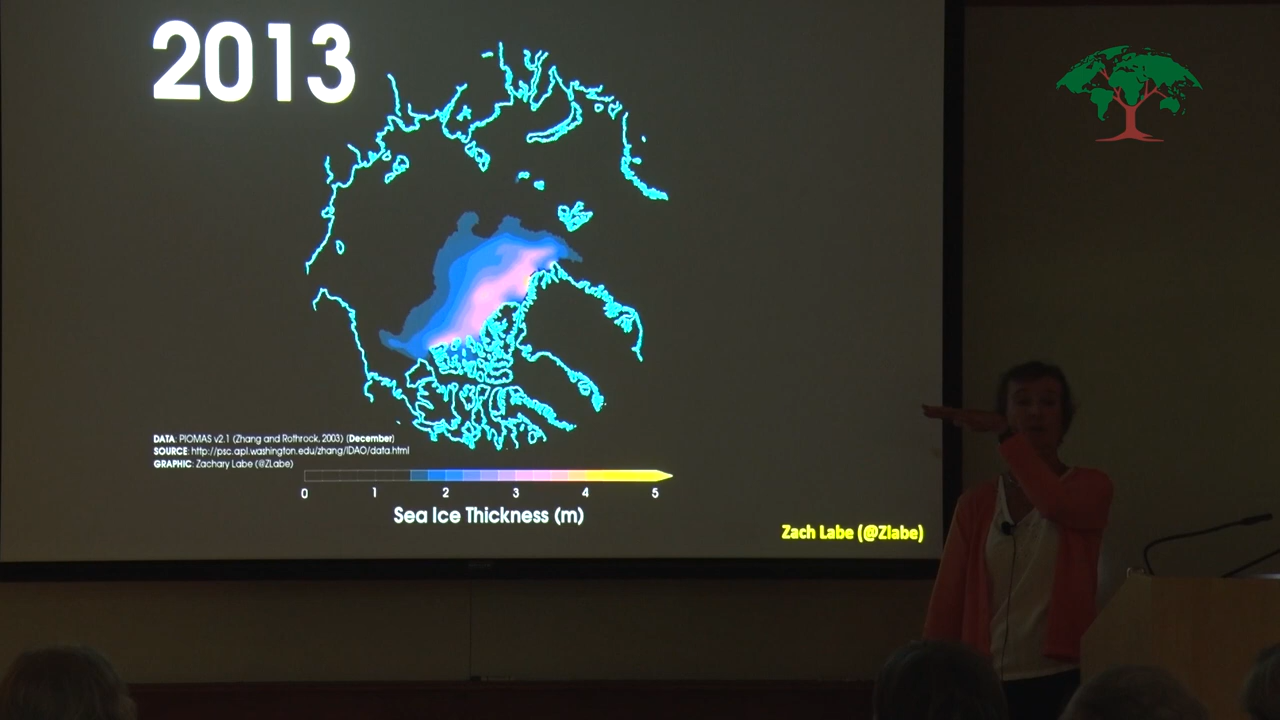 2013
DATA: PIOMAS v2.1 (Zhang and Rothrock, 2003) (December)
SOURCE: http://psc.apl.washington.edu/zhang/IDAO/data.html
GRAPHIC: Zachary Labe (@ZLabe)
0 1 2 3 4 5
Sea Ice Thickness (m)
Zach Labe (@Zlabe)